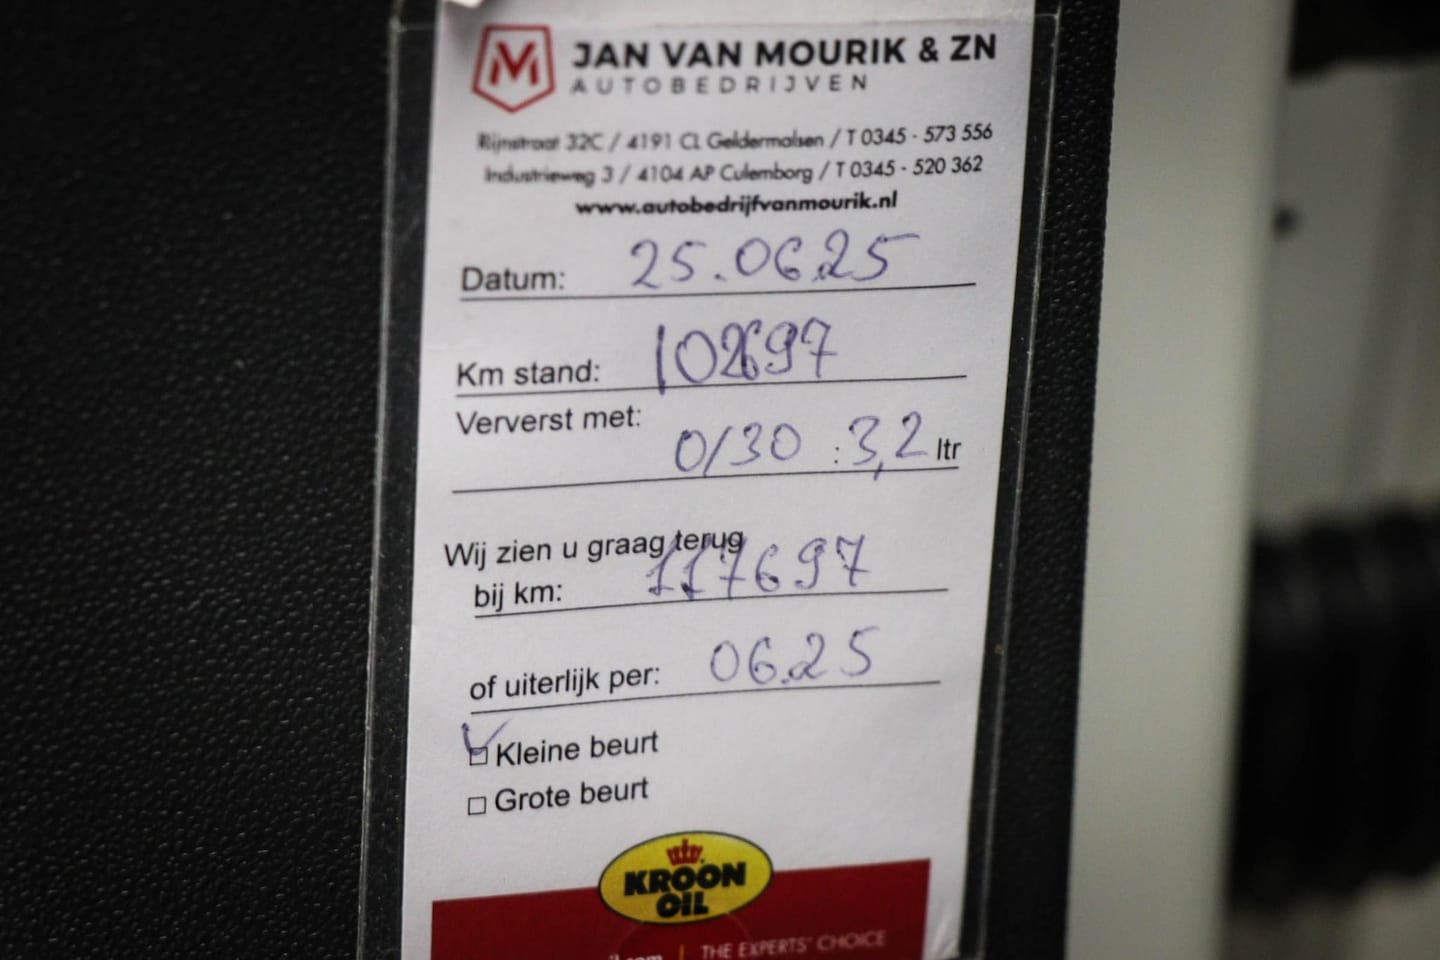 JAN VAN MOURIK & ZN
AUTOBEDRIJVEN
Rijnstraat 32C / 4191 CL Geldermalsen / T 0345 - 573 556
Industrieweg 3 / 4104 AP Culemborg / T 0345 - 520 362
www.autobedrijfvanmourik.nl
Datum: 25.06.25
Km stand: 102697
Ververst met:
0/30 : 3,2 ltr
Wij zien u graag terug
bij km: 117697
of uiterlijk per: 06.25
Kleine beurt
Grote beurt
KROON
OIL
THE EXPERTS' CHOICE